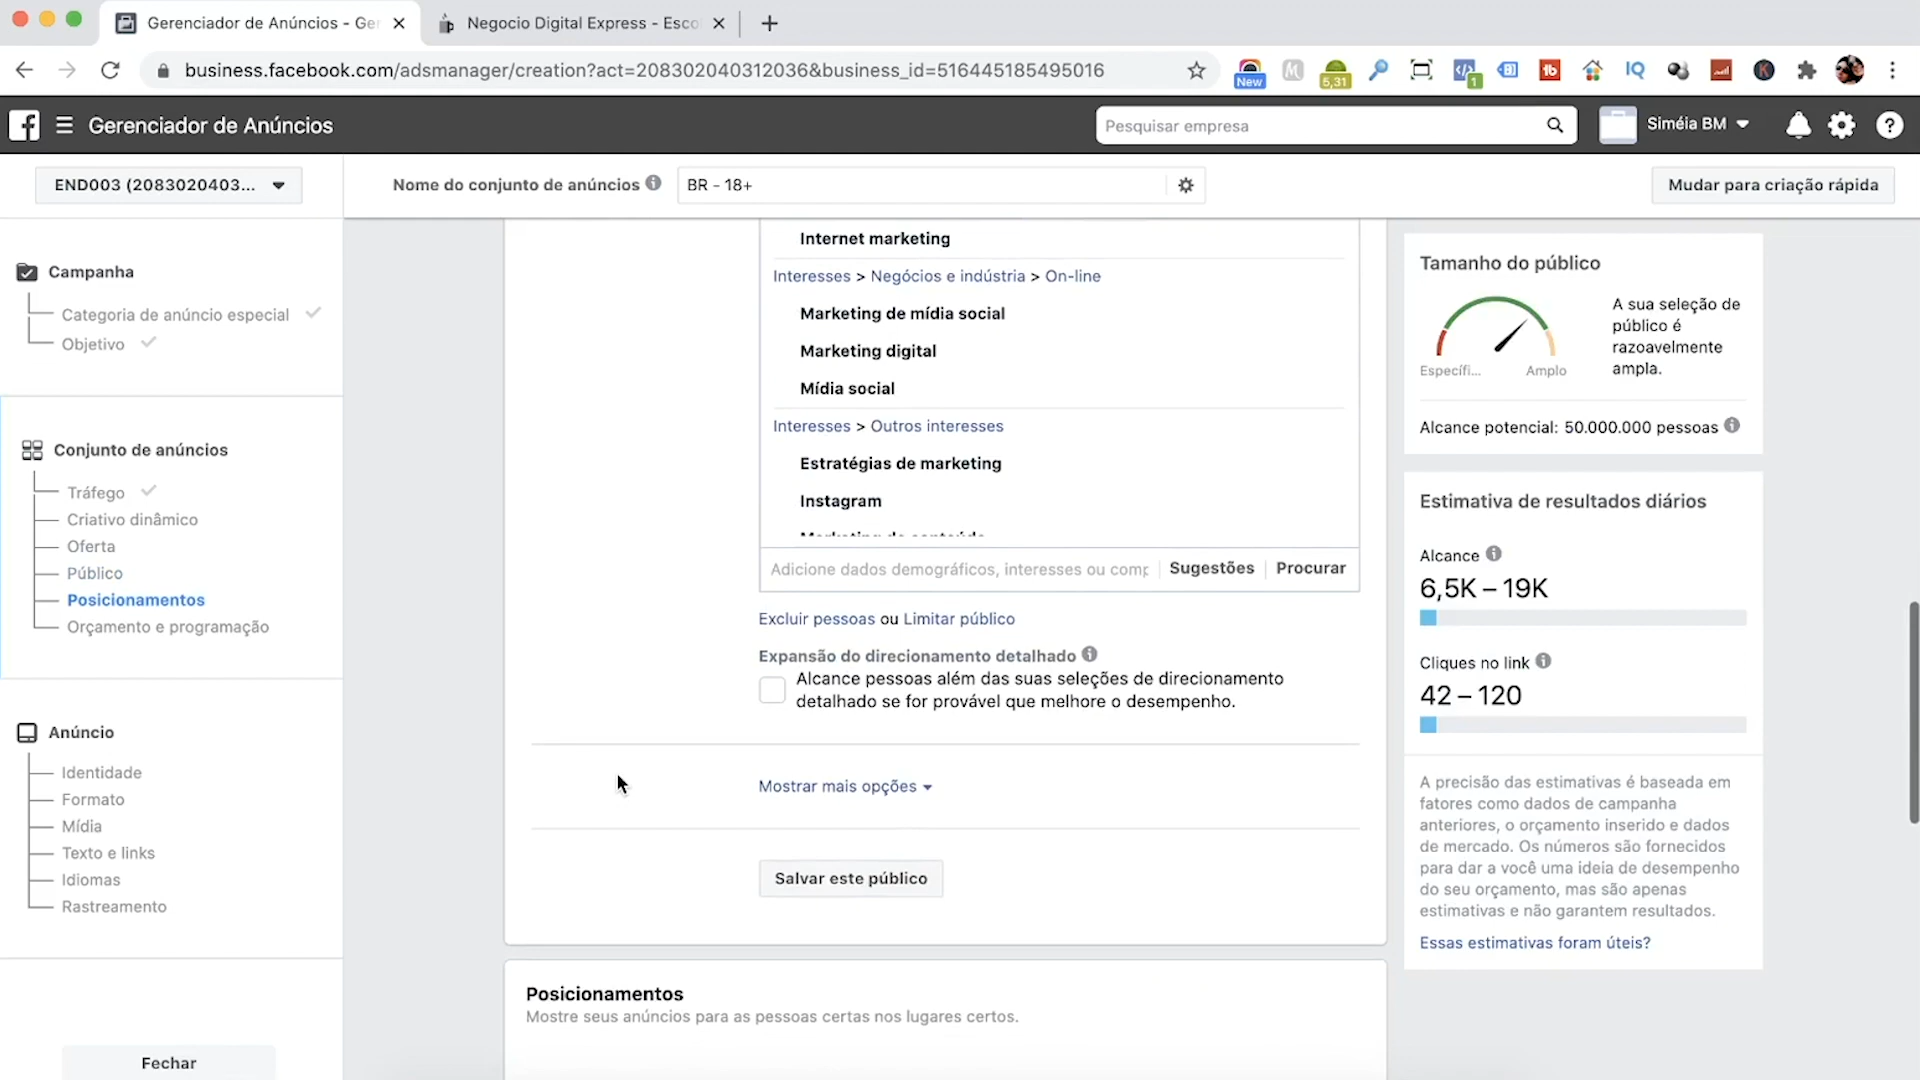 Gerenciador de Anúncios - Ger
Negocio Digital Express - Esco
business.facebook.com/adsmanager/creation?act=208302040312036&business_id=516445185495016
New
5,31
1
IQ
K
Gerenciador de Anúncios
Pesquisar empresa
Siméia BM
END003 (2083020403...
Nome do conjunto de anúncios
BR - 18+
Mudar para criação rápida
Campanha
Categoria de anúncio especial
Objetivo
Conjunto de anúncios
Tráfego
Criativo dinâmico
Oferta
Público
Posicionamentos
Orçamento e programação
Anúncio
Identidade
Formato
Mídia
Texto e links
Idiomas
Rastreamento
Fechar
Internet marketing
Interesses > Negócios e indústria > On-line
Marketing de mídia social
Marketing digital
Mídia social
Interesses > Outros interesses
Estratégias de marketing
Instagram
Marketing de conteúdo
Adicione dados demográficos, interesses ou comp
Sugestões
Procurar
Excluir pessoas ou Limitar público
Expansão do direcionamento detalhado
Alcance pessoas além das suas seleções de direcionamento
detalhado se for provável que melhore o desempenho.
Mostrar mais opções
Salvar este público
Posicionamentos
Mostre seus anúncios para as pessoas certas nos lugares certos.
Tamanho do público
A sua seleção de
público é
razoavelmente
ampla.
Específi...
Amplo
Alcance potencial: 50.000.000 pessoas
Estimativa de resultados diários
Alcance
6,5K – 19K
Cliques no link
42 – 120
A precisão das estimativas é baseada em
fatores como dados de campanha
anteriores, o orçamento inserido e dados
de mercado. Os números são fornecidos
para dar a você uma ideia de desempenho
do seu orçamento, mas são apenas
estimativas e não garantem resultados.
Essas estimativas foram úteis?